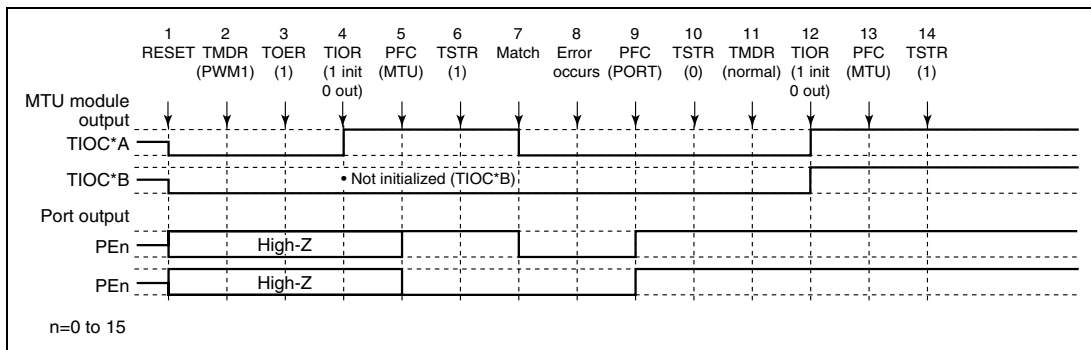 1 2 3 4 5 6 7 8 9 10 11 12 13 14
RESET TMDR TOER TIOR PFC TSTR Match Error PFC TSTR TMDR TIOR PFC TSTR
(PWM1) (1) (1 init (MTU) (1) occurs (PORT) (0) (normal) (1 init (MTU) (1)
0 out) 0 out)
MTU module
output
TIOC*A
TIOC*B
• Not initialized (TIOC*B)
Port output
PEn
High-Z
PEn
High-Z
n=0 to 15